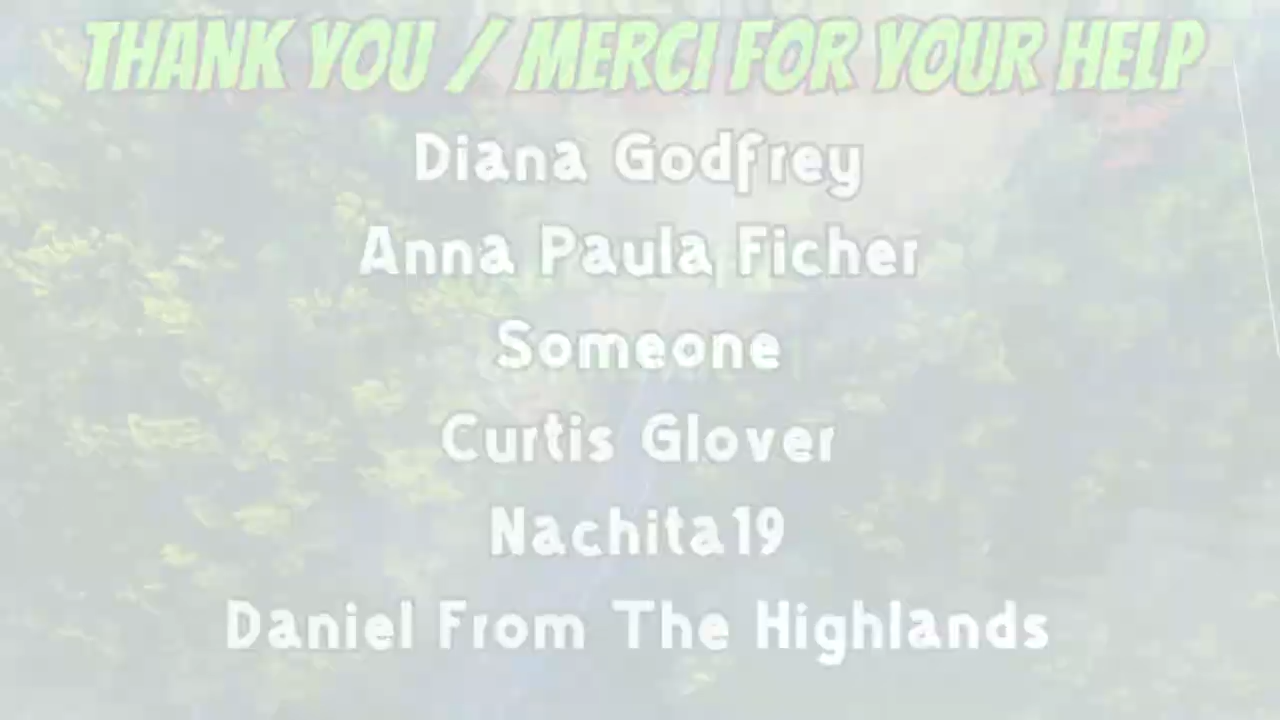 THANK YOU / MERCI FOR YOUR HELP
Diana Godfrey
Anna Paula Ficher
Someone
Curtis Glover
Nachita19
Daniel From The Highlands